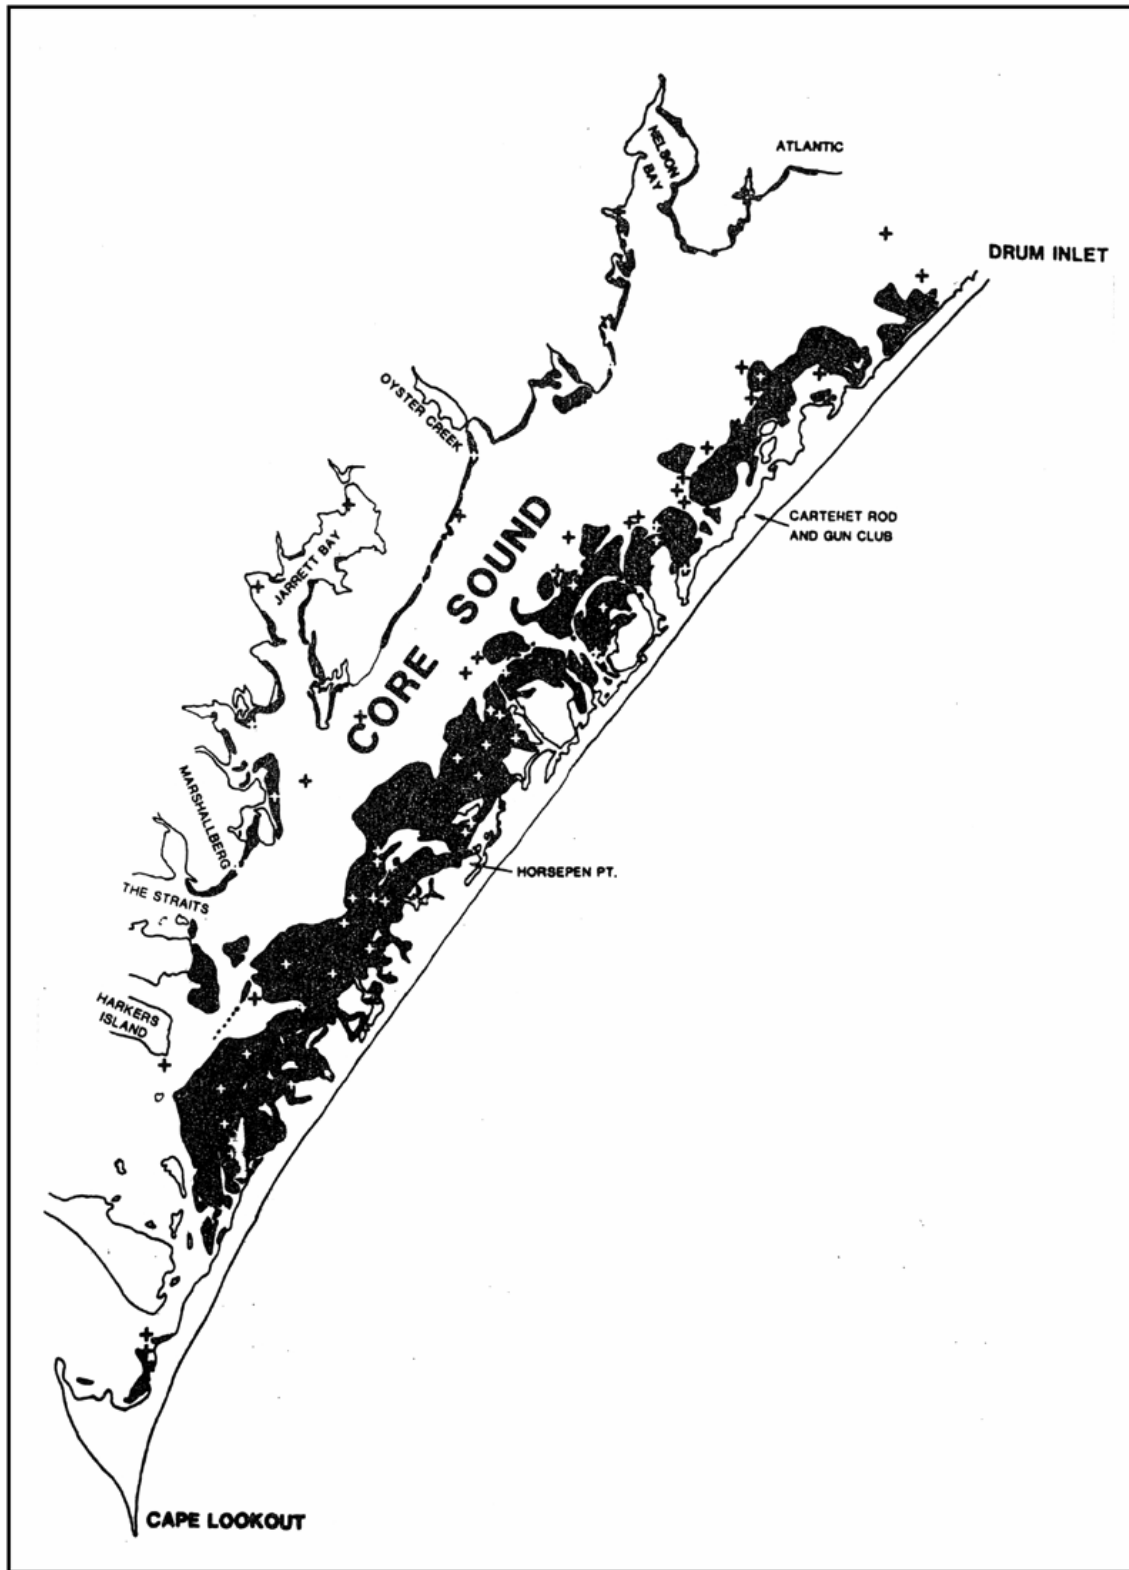 NELSON
BAY
ATLANTIC
DRUM INLET
OYSTER CREEK
CARTEHET ROD
AND GUN CLUB
JARRETT BAY
CORE SOUND
MARSHALLBERG
HORSEPEN PT.
THE STRAITS
HARKERS
ISLAND
CAPE LOOKOUT